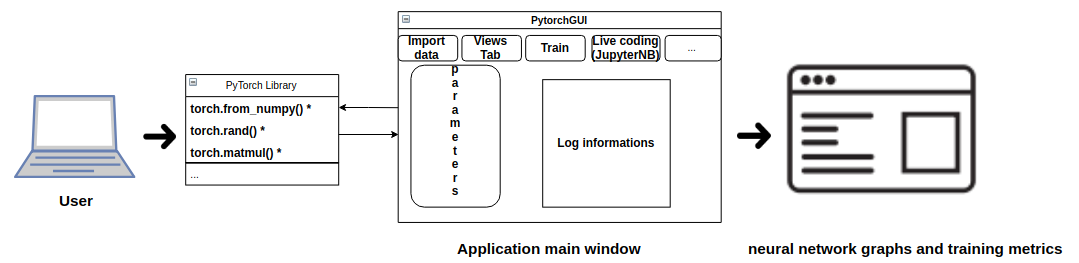 PytorchGUI
Import
data
Views
Tab
Train
Live coding
(JupyterNB)
...
PyTorch Library
torch.from_numpy() *
torch.rand() *
torch.matmul() *
...
parameters
Log informations
User
Application main window
neural network graphs and training metrics